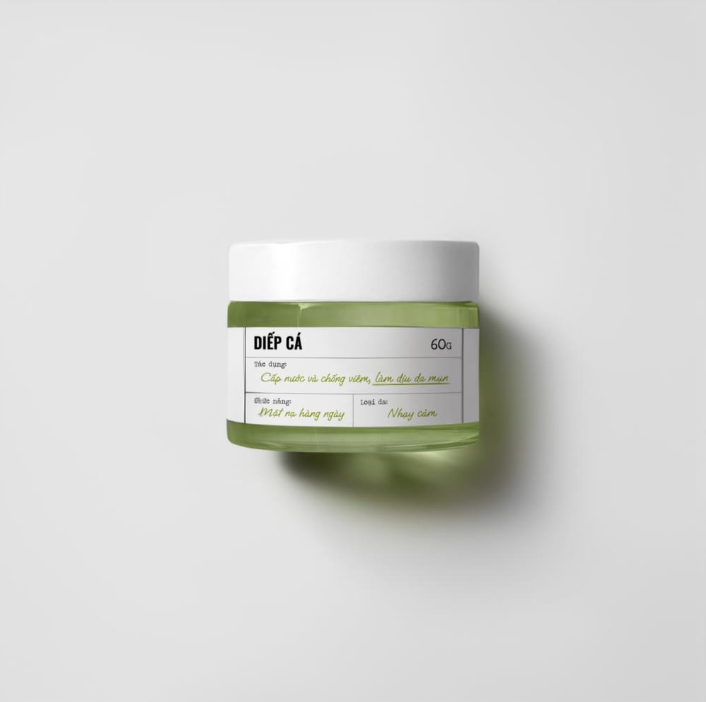 DIẾP CÁ
60G
Tác dụng:
Cấp nước và chống viêm, làm dịu da mụn
Chức năng: Loại da:
Mặt nạ hàng ngày Nhạy cảm